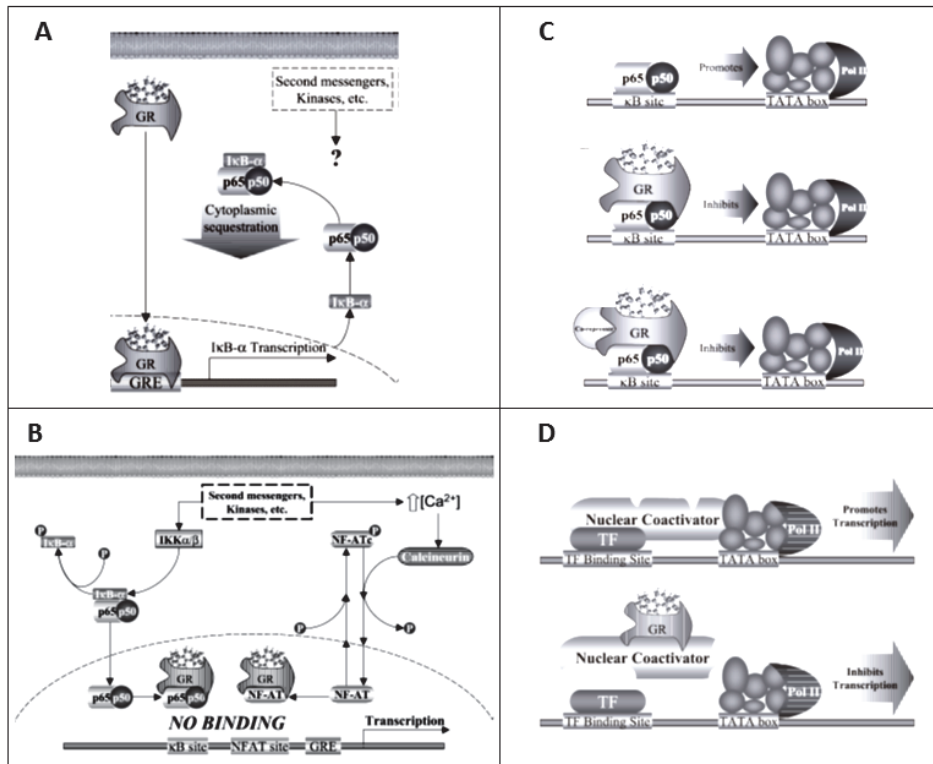 A
Second messengers,
Kinases, etc.
GR
?
IκB-α
p65 p50
Cytoplasmic
sequestration
p65 p50
IκB-α
IκB-α Transcription
GR
GRE
B
Second messengers,
Kinases, etc.
[Ca²⁺]
P
IκB-α
P
IKKα/β
P
NF-ATc
Calcineurin
IκB-α
p65 p50
P
P
GR
GR
p65 p50
p65 p50
NF-AT
NF-AT
NO BINDING
Transcription
κB site
NFAT site
GRE
C
p65 p50
Promotes
Pol II
κB site
TATA box
GR
p65 p50
Inhibits
Pol II
κB site
TATA box
GR
p65 p50
Inhibits
Pol II
κB site
TATA box
D
Nuclear Coactivator
TF
Pol II
Promotes
Transcription
TF Binding Site
TATA box
GR
Nuclear Coactivator
TF
Pol II
Inhibits
Transcription
TF Binding Site
TATA box